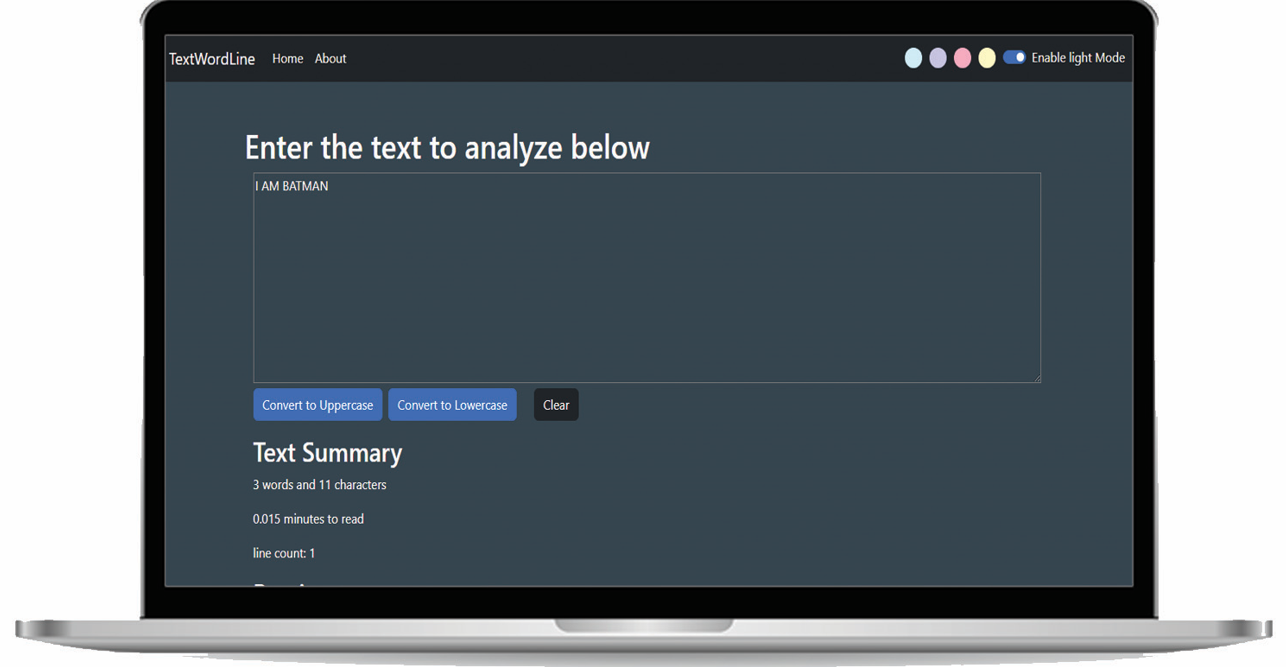 TextWordLine Home About Enable light Mode
Enter the text to analyze below
I AM BATMAN
Convert to Uppercase Convert to Lowercase Clear
Text Summary
3 words and 11 characters
0.015 minutes to read
line count: 1